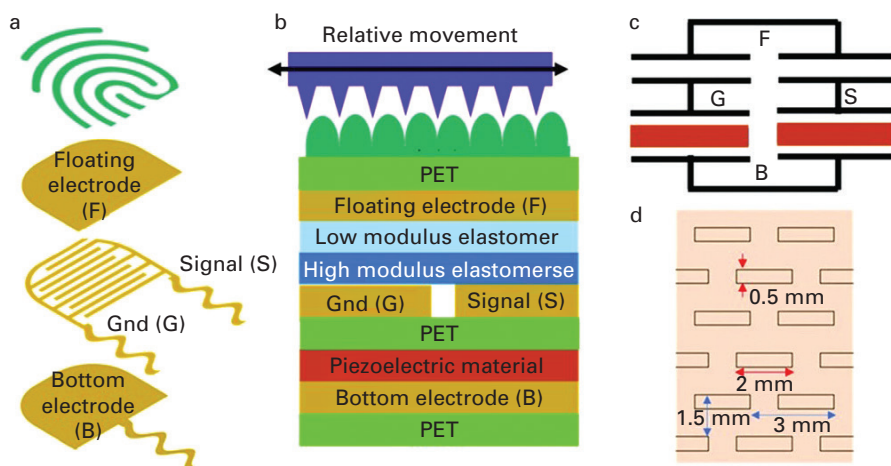 a
Floating
electrode
(F)
Signal (S)
Gnd (G)
Bottom
electrode
(B)
b
Relative movement
PET
Floating electrode (F)
Low modulus elastomer
High modulus elastomerse
Gnd (G)
Signal (S)
PET
Piezoelectric material
Bottom electrode (B)
PET
c
F
G
S
B
d
0.5 mm
2 mm
1.5 mm
3 mm